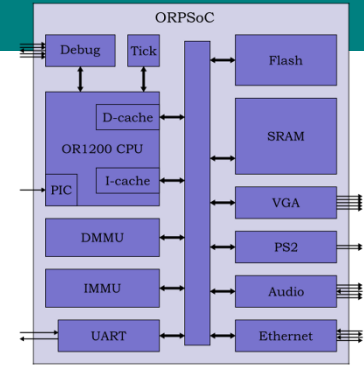 ORPSoC
Debug
Tick
Flash
D-cache
OR1200 CPU
SRAM
I-cache
PIC
VGA
DMMU
PS2
IMMU
Audio
UART
Ethernet